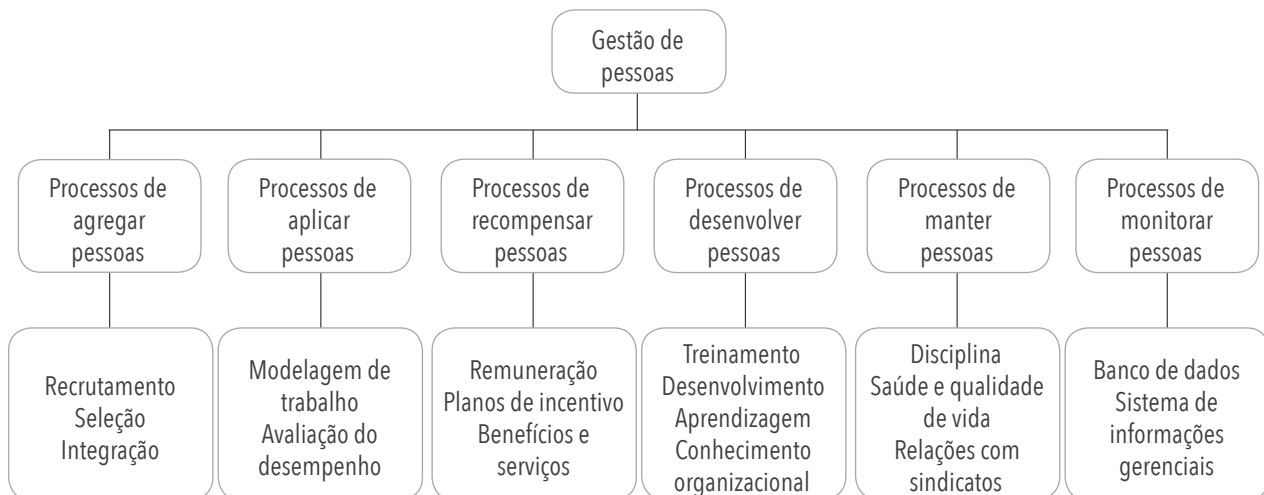 Gestão de
pessoas
Processos de
agregar
pessoas
Processos de
aplicar
pessoas
Processos de
recompensar
pessoas
Processos de
desenvolver
pessoas
Processos de
manter
pessoas
Processos de
monitorar
pessoas
Recrutamento
Seleção
Integração
Modelagem de
trabalho
Avaliação do
desempenho
Remuneração
Planos de incentivo
Benefícios e
serviços
Treinamento
Desenvolvimento
Aprendizagem
Conhecimento
organizacional
Disciplina
Saúde e qualidade
de vida
Relações com
sindicatos
Banco de dados
Sistema de
informações
gerenciais